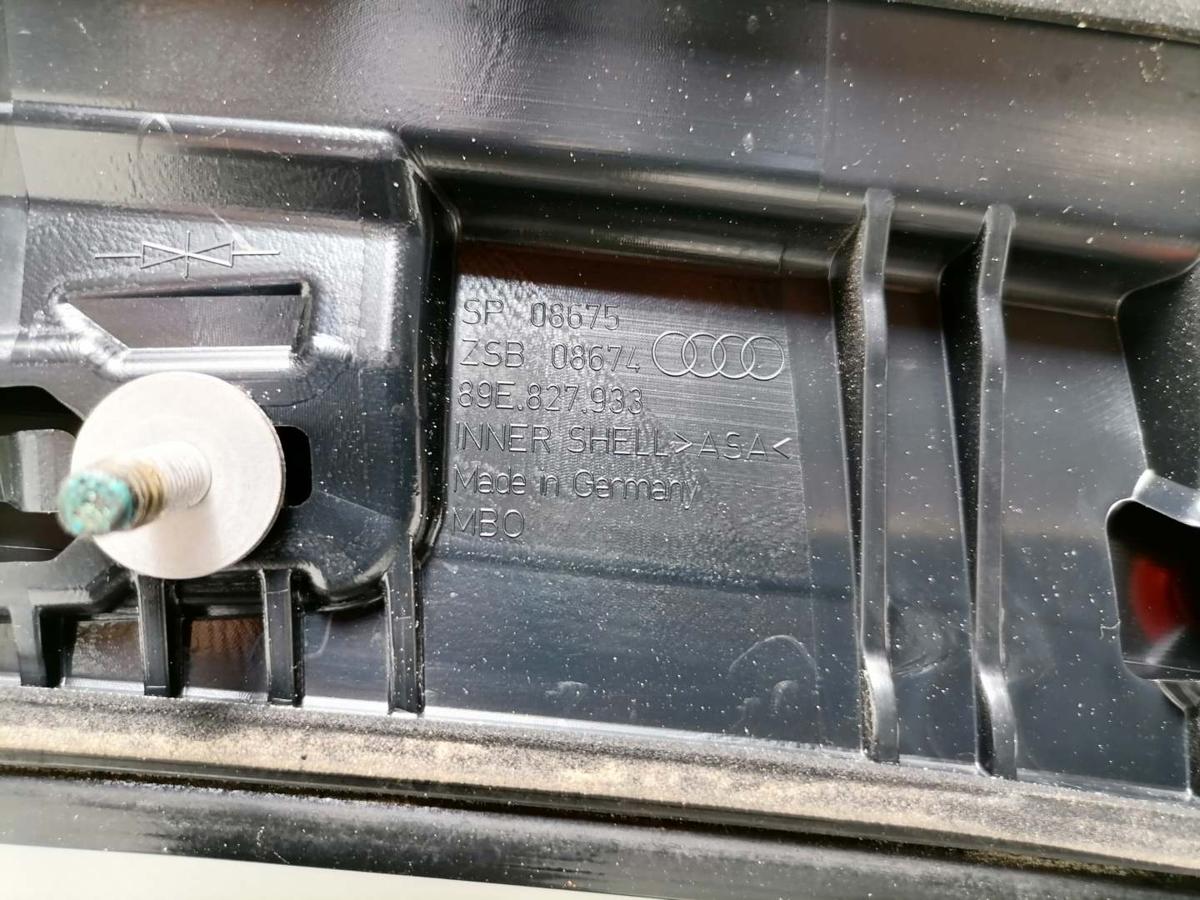 SP 08675
ZSB 08674
89E.827.933
INNER SHELL >ASA<
Made in Germany
MBO